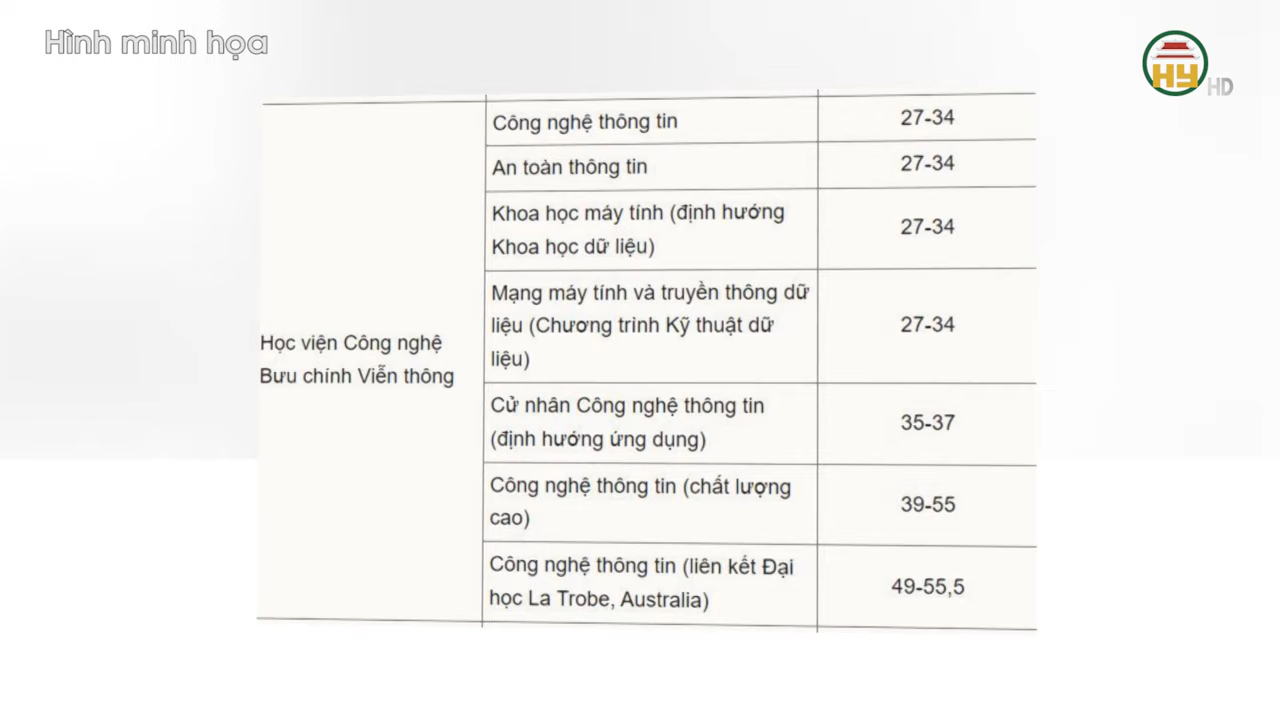 Hình minh họa
HY
HD
Công nghệ thông tin
27-34
An toàn thông tin
27-34
Khoa học máy tính (định hướng
Khoa học dữ liệu)
27-34
Mạng máy tính và truyền thông dữ
liệu (Chương trình Kỹ thuật dữ
liệu)
27-34
Học viện Công nghệ
Bưu chính Viễn thông
Cử nhân Công nghệ thông tin
(định hướng ứng dụng)
35-37
Công nghệ thông tin (chất lượng
cao)
39-55
Công nghệ thông tin (liên kết Đại
học La Trobe, Australia)
49-55,5